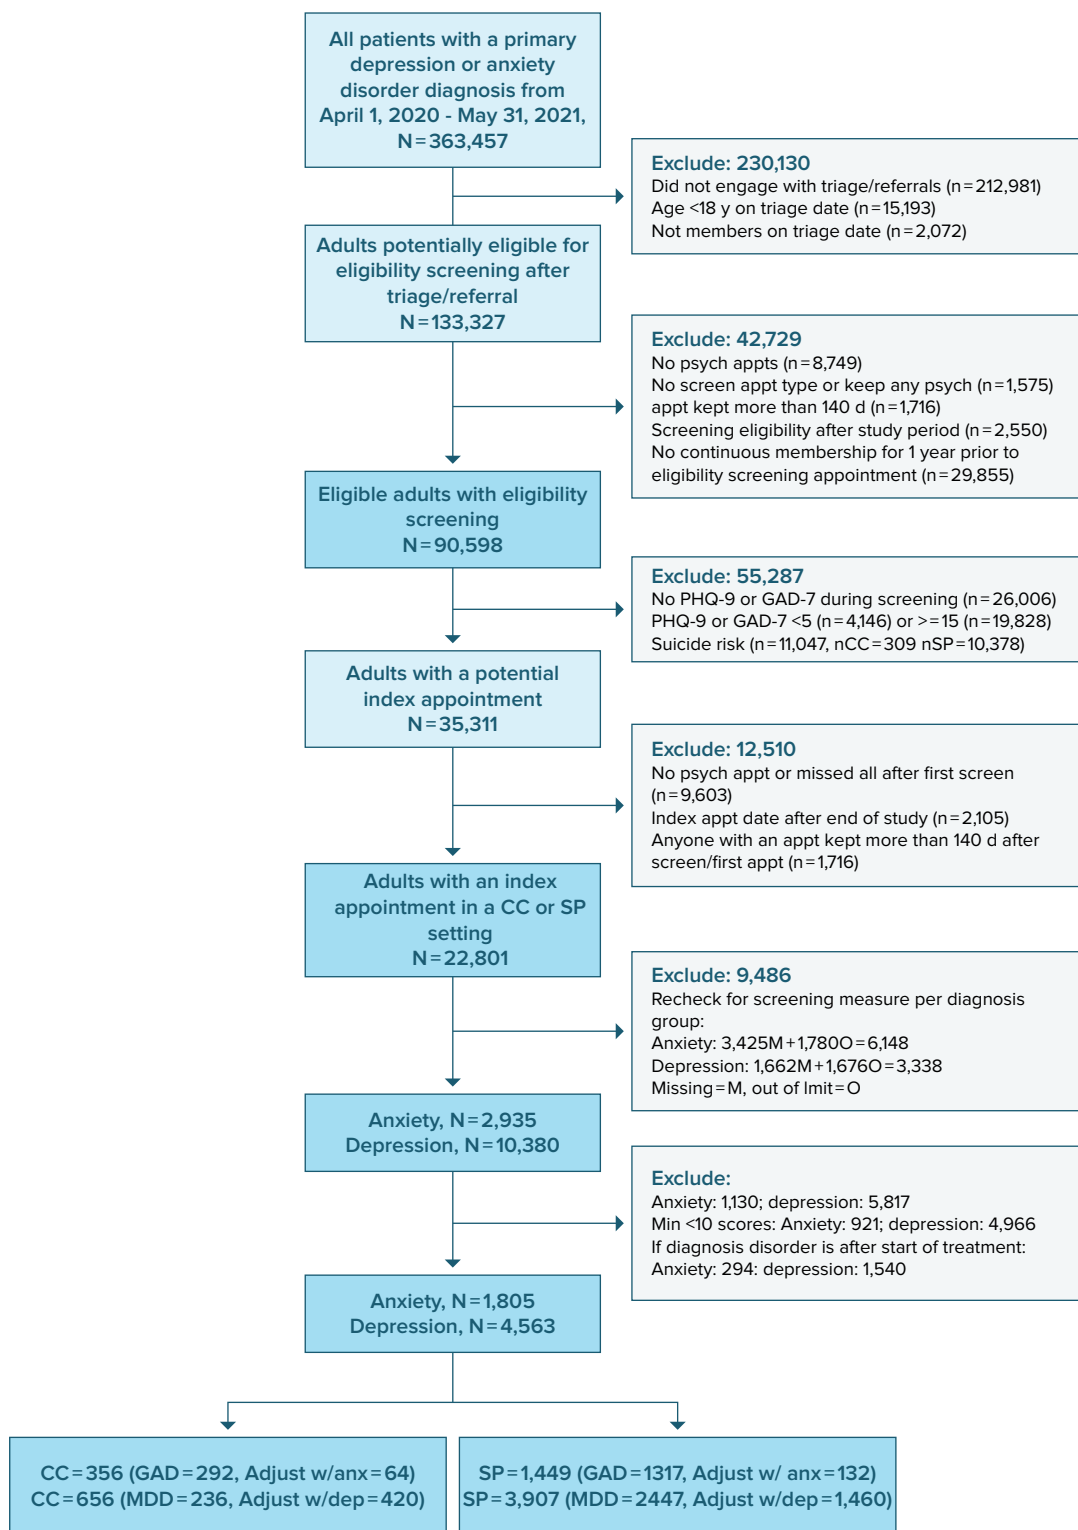 All patients with a primary
depression or anxiety
disorder diagnosis from
April 1, 2020 - May 31, 2021,
N=363,457
Exclude: 230,130
Did not engage with triage/referrals (n=212,981)
Age <18 y on triage date (n=15,193)
Not members on triage date (n=2,072)
Adults potentially eligible for
eligibility screening after
triage/referral
N=133,327
Exclude: 42,729
No psych appts (n=8,749)
No screen appt type or keep any psych (n=1,575)
appt kept more than 140 d (n=1,716)
Screening eligibility after study period (n=2,550)
No continuous membership for 1 year prior to
eligibility screening appointment (n=29,855)
Eligible adults with eligibility
screening
N=90,598
Exclude: 55,287
No PHQ-9 or GAD-7 during screening (n=26,006)
PHQ-9 or GAD-7 <5 (n=4,146) or >=15 (n=19,828)
Suicide risk (n=11,047, nCC=309 nSP=10,378)
Adults with a potential
index appointment
N=35,311
Exclude: 12,510
No psych appt or missed all after first screen
(n=9,603)
Index appt date after end of study (n=2,105)
Anyone with an appt kept more than 140 d after
screen/first appt (n=1,716)
Adults with an index
appointment in a CC or SP
setting
N=22,801
Exclude: 9,486
Recheck for screening measure per diagnosis
group:
Anxiety: 3,425M+1,780O=6,148
Depression: 1,662M+1,676O=3,338
Missing=M, out of lmit=O
Anxiety, N=2,935
Depression, N=10,380
Exclude:
Anxiety: 1,130; depression: 5,817
Min <10 scores: Anxiety: 921; depression: 4,966
If diagnosis disorder is after start of treatment:
Anxiety: 294: depression: 1,540
Anxiety, N=1,805
Depression, N=4,563
CC=356 (GAD=292, Adjust w/anx=64)
CC=656 (MDD=236, Adjust w/dep=420)
SP=1,449 (GAD=1317, Adjust w/ anx=132)
SP=3,907 (MDD=2447, Adjust w/dep=1,460)